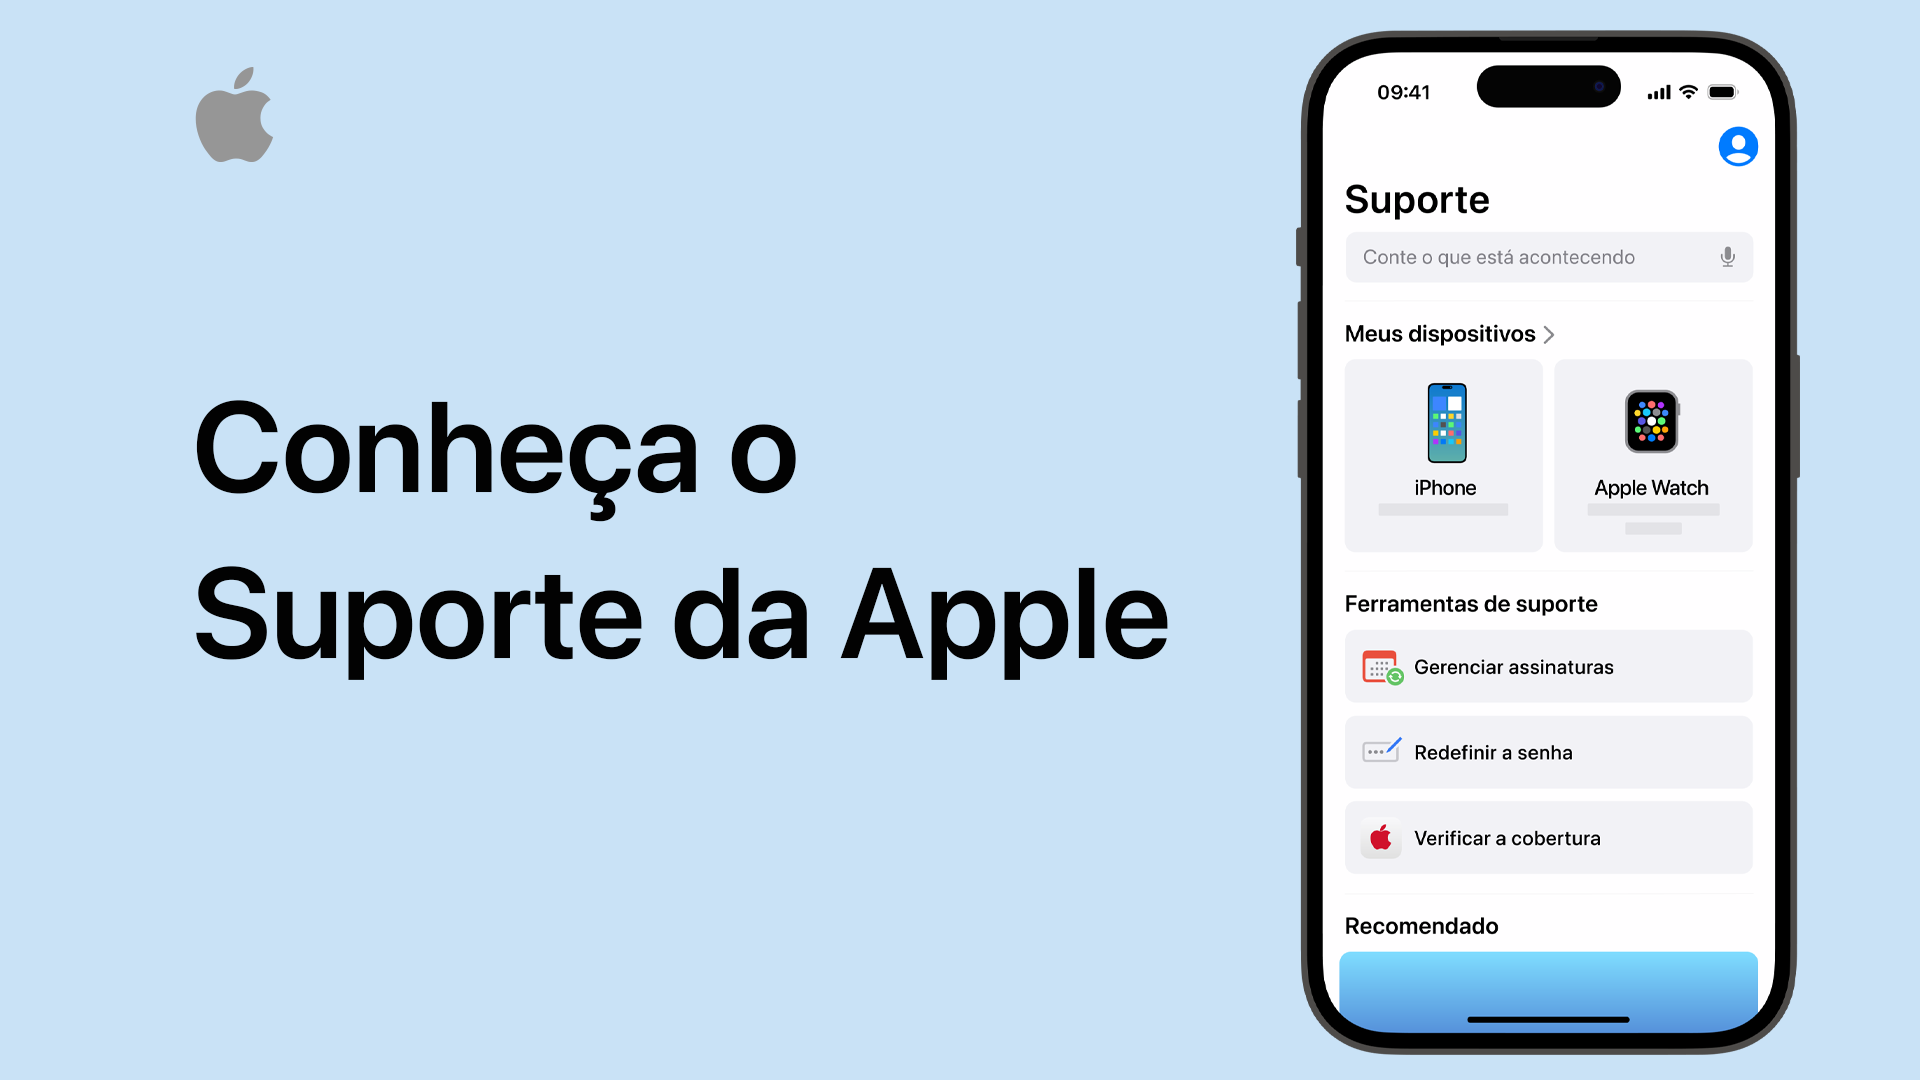 Conheça o
Suporte da Apple
09:41
Suporte
Conte o que está acontecendo
Meus dispositivos
iPhone
Apple Watch
Ferramentas de suporte
Gerenciar assinaturas
Redefinir a senha
Verificar a cobertura
Recomendado